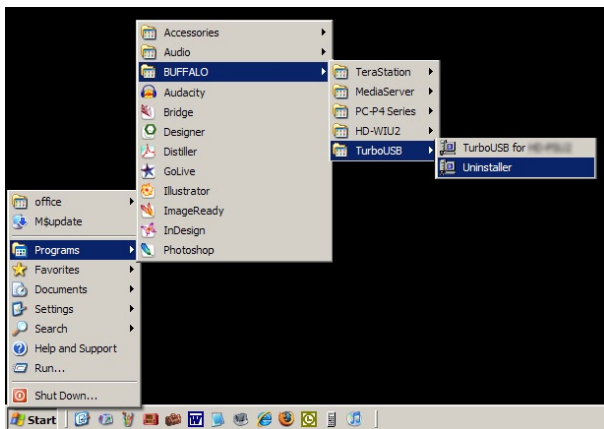 Accessories
Audio
BUFFALO
Audacity
Bridge
Designer
Distiller
GoLive
Illustrator
ImageReady
InDesign
Photoshop
TeraStation
MediaServer
PC-P4 Series
HD-WIU2
TurboUSB
TurboUSB for
Uninstaller
office
M$update
Programs
Favorites
Documents
Settings
Search
Help and Support
Run...
Shut Down...
Start